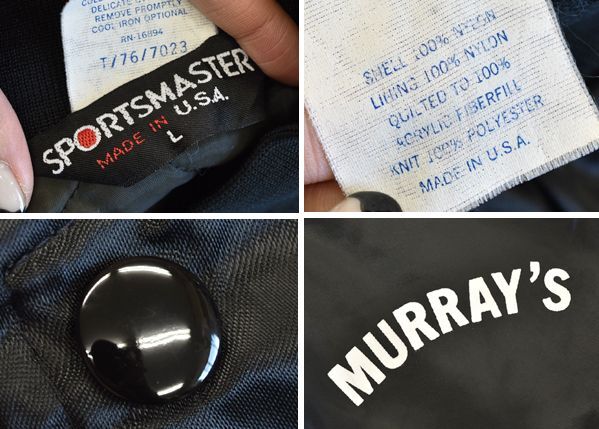 DELICATE
REMOVE PROMPTLY
COOL IRON OPTIONAL
RN-16894
T/76/7023
SPORTSMASTER
MADE IN U.S.A.
L
SHELL 100% NYLON
LINING 100% NYLON
QUILTED TO 100%
ACRYLIC FIBERFILL
KNIT 100% POLYESTER
MADE IN U.S.A.
MURRAY'S